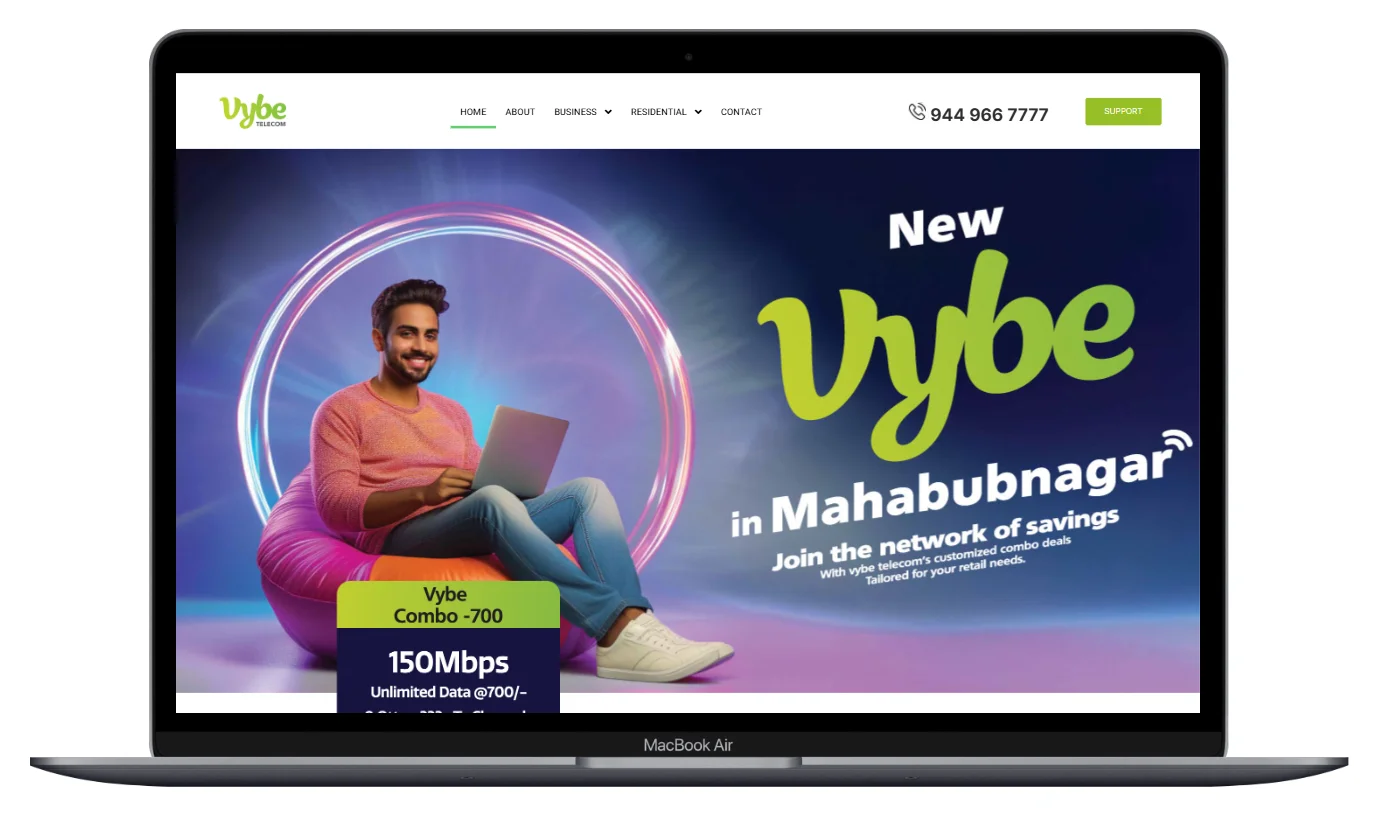 Vybe
TELECOM
HOME
ABOUT
BUSINESS
RESIDENTIAL
CONTACT
944 966 7777
SUPPORT
New
Vybe
in Mahabubnagar
Join the network of savings
With vybe telecom's customized combo deals
Tailored for your retail needs.
Vybe
Combo -700
150Mbps
Unlimited Data @700/-
MacBook Air